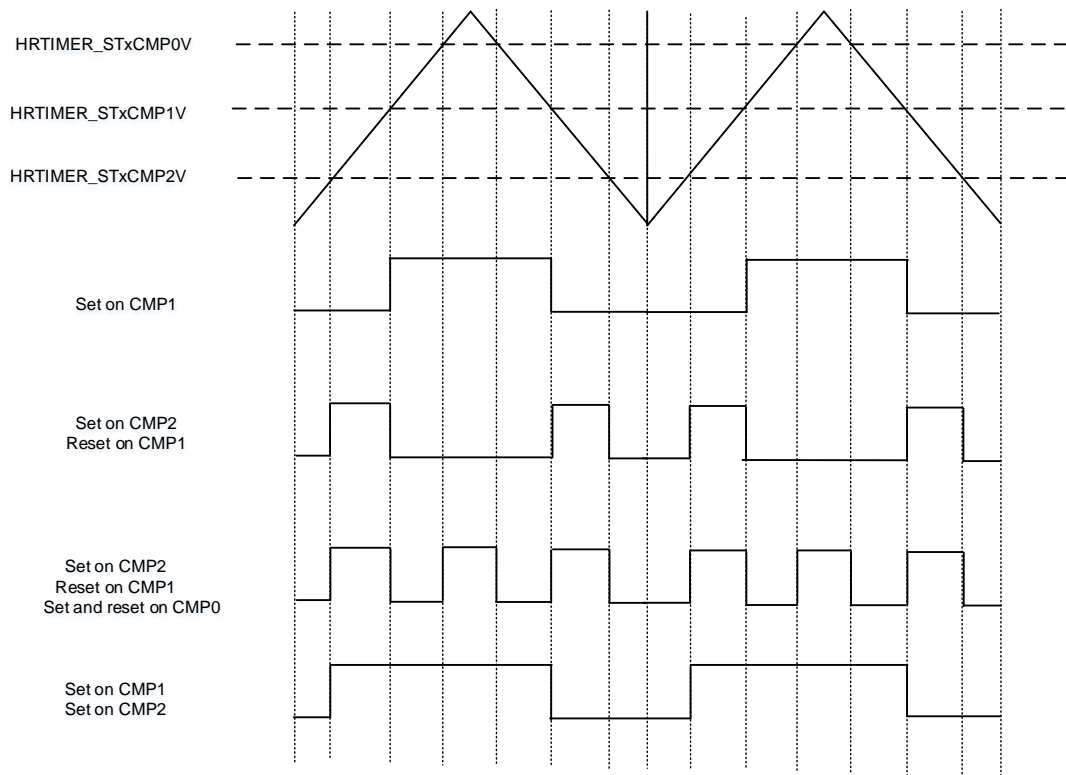 HRTIMER_STxCMP0V
HRTIMER_STxCMP1V
HRTIMER_STxCMP2V
Set on CMP1
Set on CMP2
Reset on CMP1
Set on CMP2
Reset on CMP1
Set and reset on CMP0
Set on CMP1
Set on CMP2